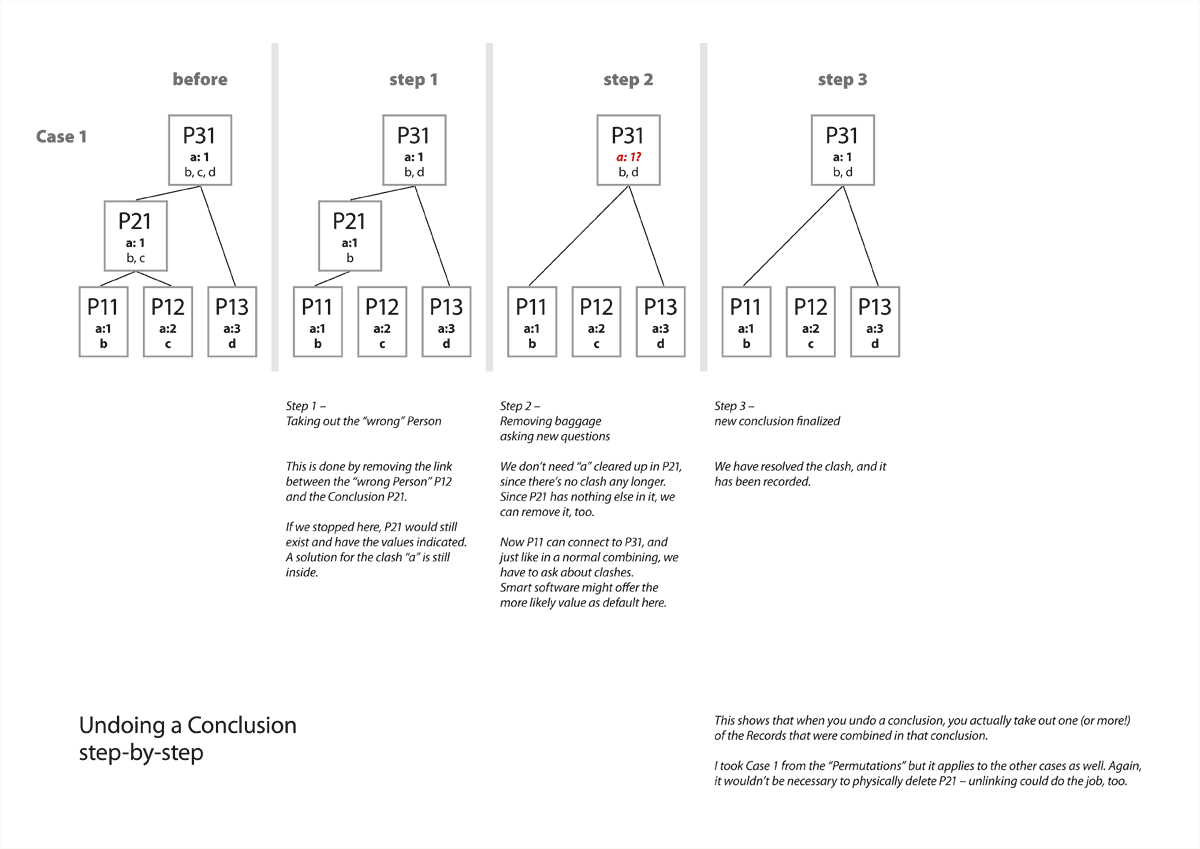 before
step 1
step 2
step 3
Case 1
P31
a: 1
b, c, d
P21
a: 1
b, c
P11
a:1
b
P12
a:2
c
P13
a:3
d
P31
a: 1
b, d
P21
a:1
b
P11
a:1
b
P12
a:2
c
P13
a:3
d
P31
a: 1?
b, d
P11
a:1
b
P12
a:2
c
P13
a:3
d
P31
a: 1
b, d
P11
a:1
b
P12
a:2
c
P13
a:3
d
Step 1 –
Taking out the “wrong” Person
This is done by removing the link
between the “wrong Person” P12
and the Conclusion P21.
If we stopped here, P21 would still
exist and have the values indicated.
A solution for the clash “a” is still
inside.
Step 2 –
Removing baggage
asking new questions
We don’t need “a” cleared up in P21,
since there’s no clash any longer.
Since P21 has nothing else in it, we
can remove it, too.
Now P11 can connect to P31, and
just like in a normal combining, we
have to ask about clashes.
Smart software might offer the
more likely value as default here.
Step 3 –
new conclusion finalized
We have resolved the clash, and it
has been recorded.
Undoing a Conclusion
step-by-step
This shows that when you undo a conclusion, you actually take out one (or more!)
of the Records that were combined in that conclusion.
I took Case 1 from the “Permutations” but it applies to the other cases as well. Again,
it wouldn’t be necessary to physically delete P21 – unlinking could do the job, too.